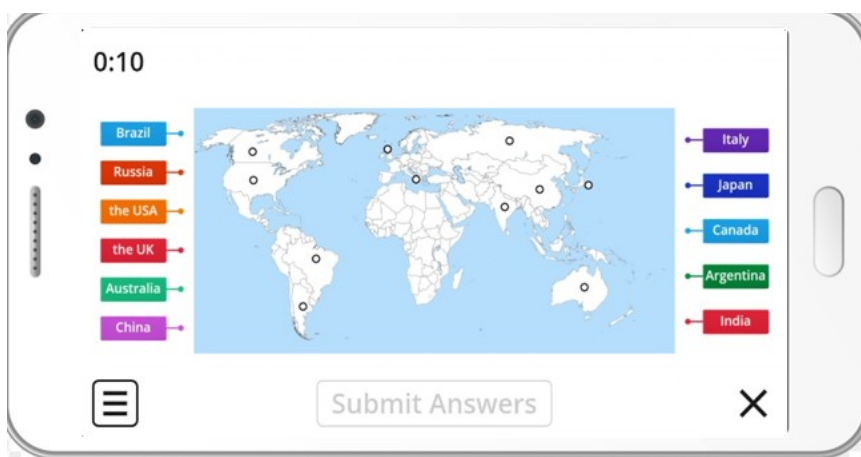 0:10
Brazil
Russia
the USA
the UK
Australia
China
Italy
Japan
Canada
Argentina
India
Submit Answers